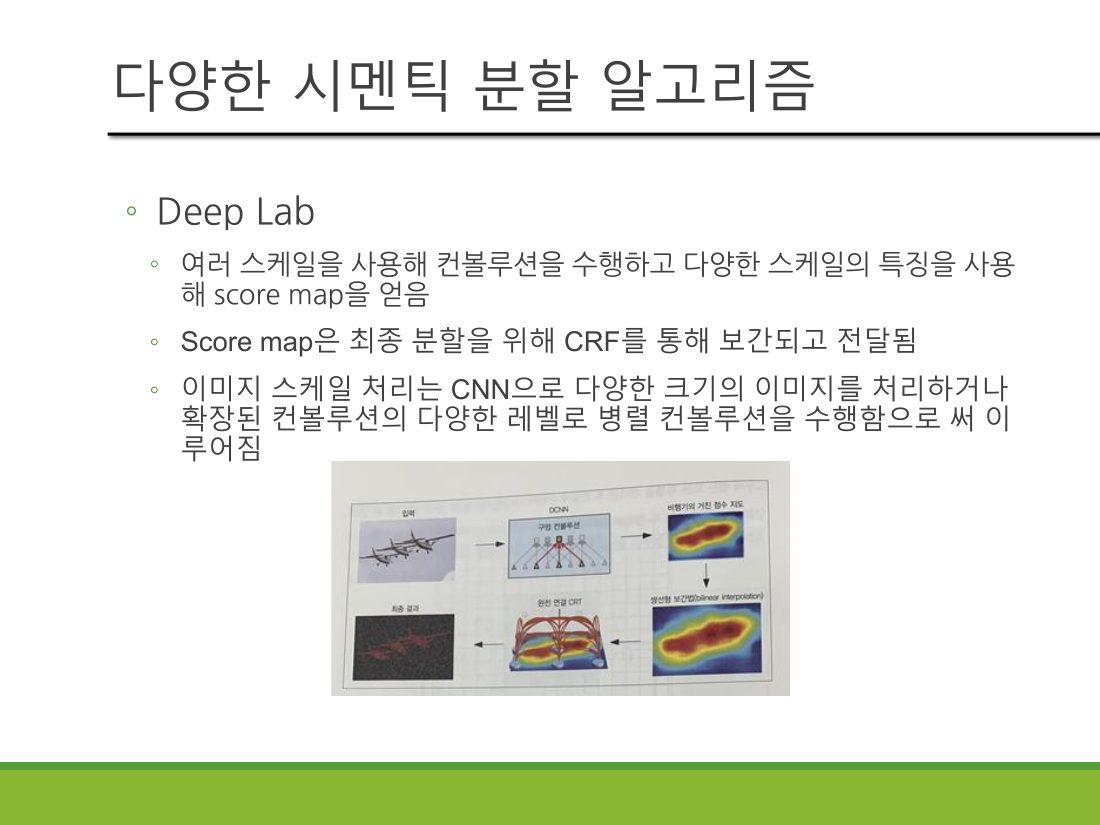 다양한 시멘틱 분할 알고리즘
Deep Lab
여러 스케일을 사용해 컨볼루션을 수행하고 다양한 스케일의 특징을 사용
해 score map을 얻음
Score map은 최종 분할을 위해 CRF를 통해 보간되고 전달됨
이미지 스케일 처리는 CNN으로 다양한 크기의 이미지를 처리하거나
확장된 컨볼루션의 다양한 레벨로 병렬 컨볼루션을 수행함으로 써 이
루어짐
입력
DCNN
구멍 컨볼루션
비행기의 거친 점수 지도
최종 결과
완전 연결 CRT
쌍선형 보간법(bilinear interpolation)